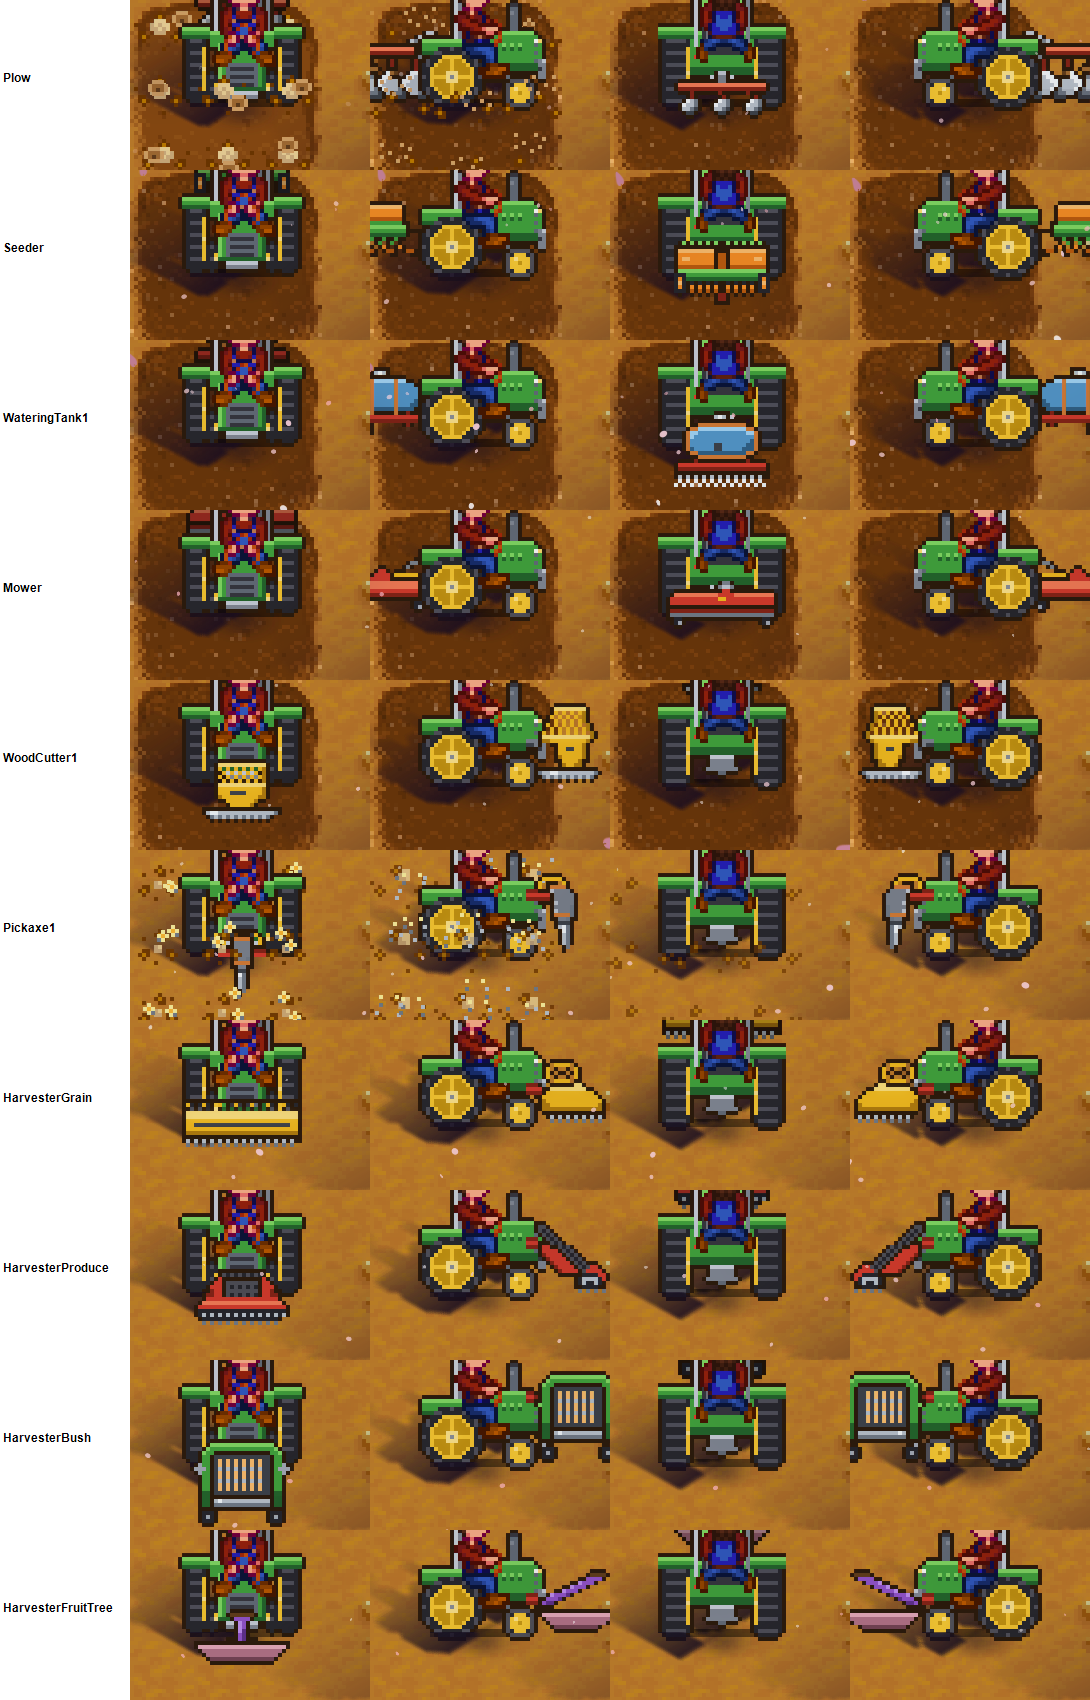 Plow
Seeder
WateringTank1
Mower
WoodCutter1
Pickaxe1
HarvesterGrain
HarvesterProduce
HarvesterBush
HarvesterFruitTree